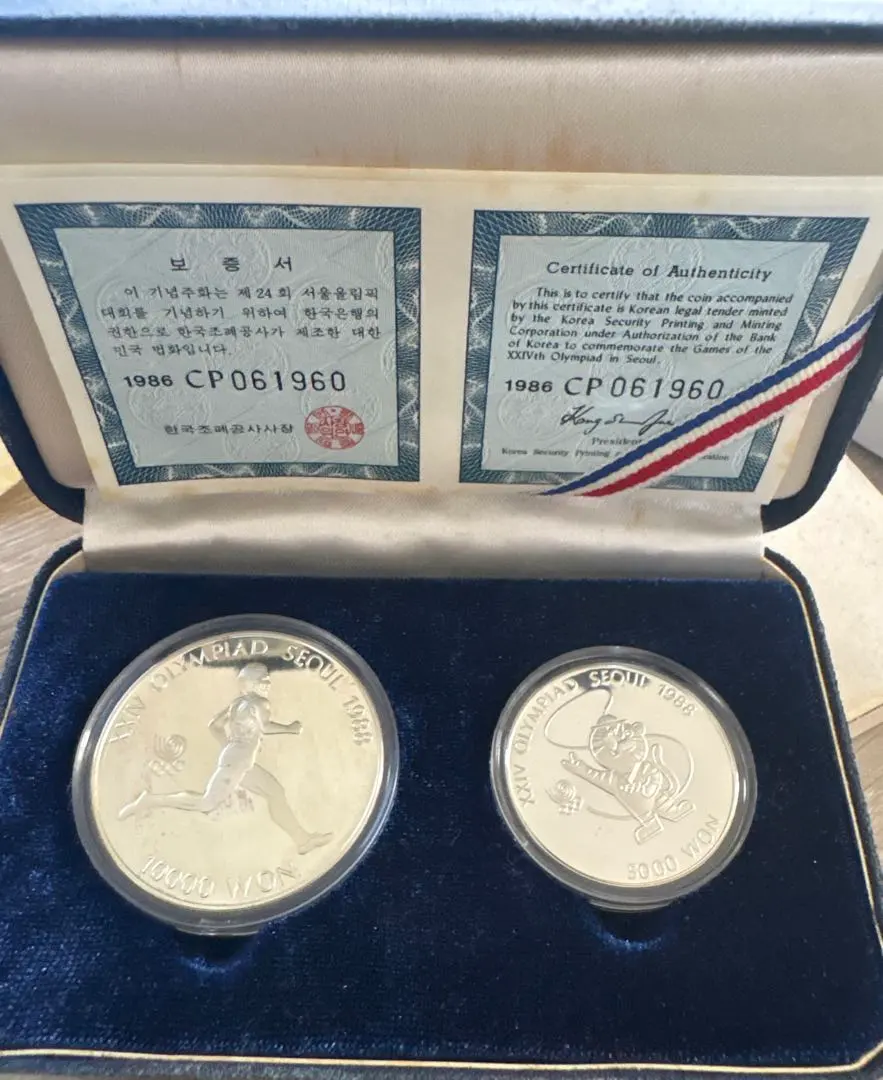 보 증 서
이 기념주화는 제 24 회 서울올림픽
대회를 기념하기 위하여 한국은행의
권한으로 한국조폐공사가 제조한 대한
민국 법화입니다.
1986 CP061960
한국조폐공사사장
Certificate of Authenticity
This is to certify that the coin accompanied
by this certificate is Korean legal tender minted
by the Korea Security Printing and Minting
Corporation under Authorization of the Bank
of Korea to commemorate the Games of the
XXIVth Olympiad in Seoul.
1986 CP061960
President
Korea Security Printing
XXIV OLYMPIAD SEOUL 1988
10000 WON
XXIV OLYMPIAD SEOUL 1988
5000 WON